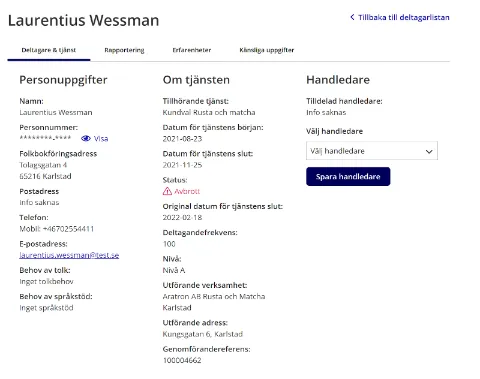 Laurentius Wessman
Tillbaka till deltagarlistan
Deltagare & tjänst
Rapportering
Erfarenheter
Känsliga uppgifter
Personuppgifter
Namn:
Laurentius Wessman
Personnummer:
********-**** Visa
Folkbokföringsadress
Tolagsgatan 4
65216 Karlstad
Postadress
Info saknas
Telefon:
Mobil: +46702554411
E-postadress:
laurentius.wessman@test.se
Behov av tolk:
Inget tolkbehov
Behov av språkstöd:
Inget språkstöd
Om tjänsten
Tillhörande tjänst:
Kundval Rusta och matcha
Datum för tjänstens början:
2021-08-23
Datum för tjänstens slut:
2021-11-25
Status:
Avbrott
Original datum för tjänstens slut:
2022-02-18
Deltagandefrekvens:
100
Nivå:
Nivå A
Utförande verksamhet:
Aratron AB Rusta och Matcha
Karlstad
Utförande adress:
Kungsgatan 6, Karlstad
Genomförandereferens:
100004662
Handledare
Tilldelad handledare:
Info saknas
Välj handledare
Välj handledare
Spara handledare